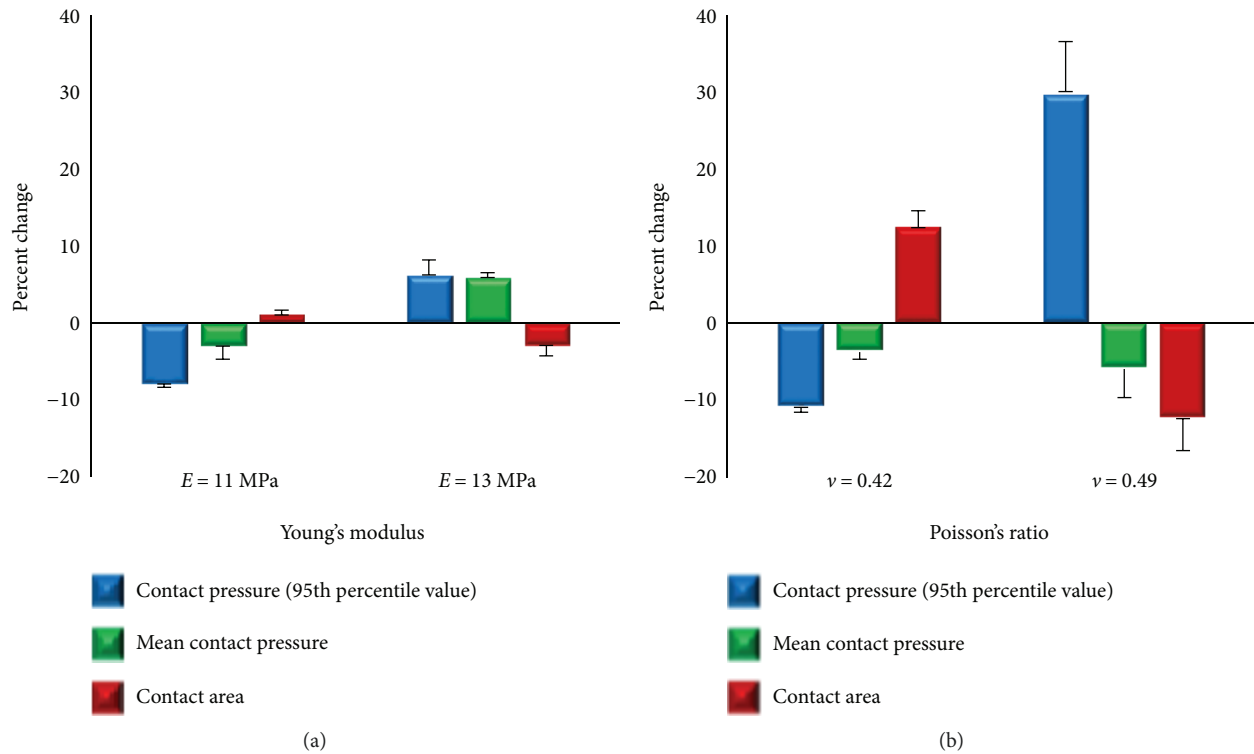 40
30
20
10
0
−10
−20
Percent change
E = 11 MPa
E = 13 MPa
Young's modulus
Contact pressure (95th percentile value)
Mean contact pressure
Contact area
(a)
40
30
20
10
0
−10
−20
Percent change
ν = 0.42
ν = 0.49
Poisson's ratio
Contact pressure (95th percentile value)
Mean contact pressure
Contact area
(b)